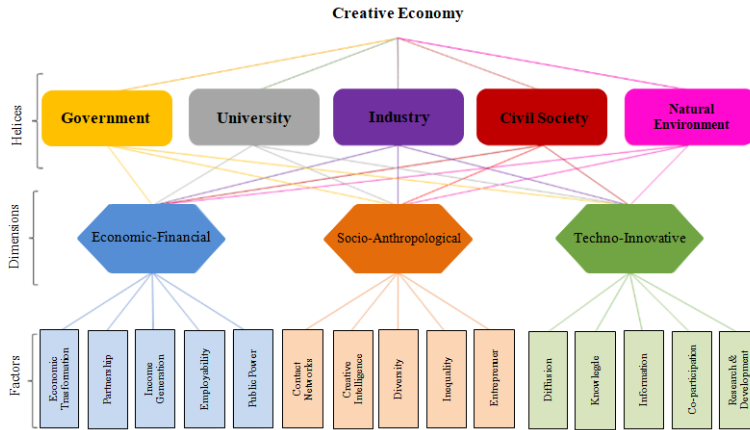 Creative Economy
Helices
Government
University
Industry
Civil Society
Natural
Environment
Dimensions
Economic-Financial
Socio-Anthropological
Techno-Innovative
Factors
Economic
Trasformation
Partnership
Income
Generation
Employability
Public Power
Contact
Networks
Creative
Intelligence
Diversity
Inequality
Entrepreneur
Diffusion
Knowlegde
Information
Co-participation
Research &
Development